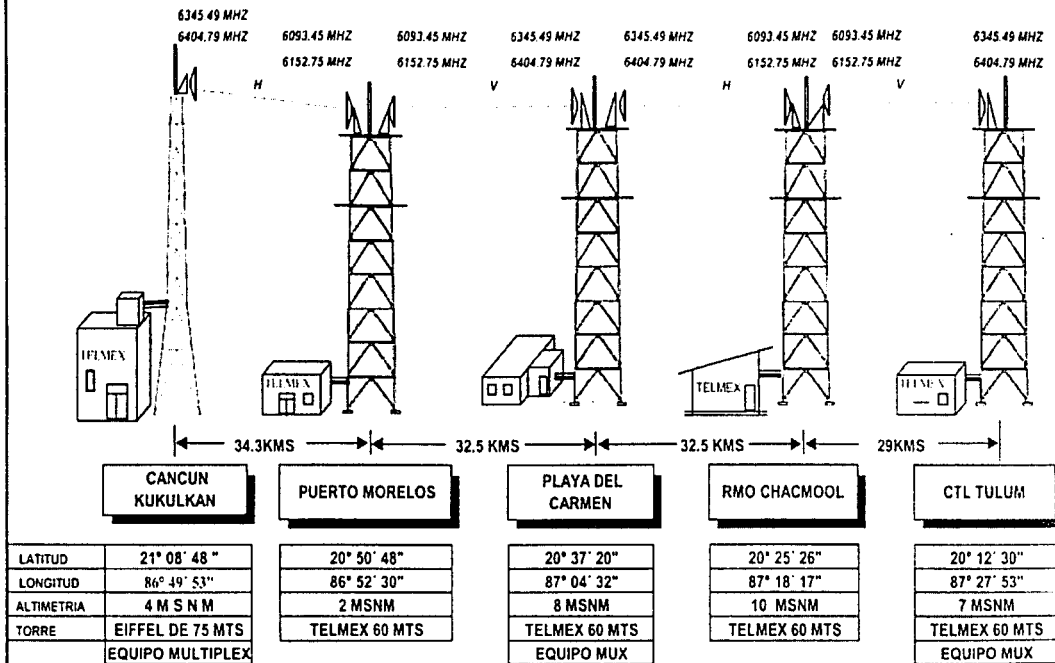 6345.49 MHZ
6404.79 MHZ
6093.45 MHZ 6093.45 MHZ 6345.49 MHZ 6345.49 MHZ 6093.45 MHZ 6093.45 MHZ 6345.49 MHZ
6152.75 MHZ 6152.75 MHZ 6404.79 MHZ 6404.79 MHZ 6152.75 MHZ 6152.75 MHZ 6404.79 MHZ
H V H V
TELMEX
TELMEX
TELMEX
TELMEX
34.3KMS 32.5 KMS 32.5 KMS 29KMS
CANCUN
KUKULKAN
PUERTO MORELOS
PLAYA DEL
CARMEN
RMO CHACMOOL
CTL TULUM
LATITUD 21° 08´ 48 " 20° 50´ 48" 20° 37´ 20" 20° 25´ 26" 20° 12´ 30"
LONGITUD 86° 49´ 53" 86° 52´ 30" 87° 04´ 32" 87° 18´ 17" 87° 27´ 53"
ALTIMETRIA 4 M S N M 2 MSNM 8 MSNM 10 MSNM 7 MSNM
TORRE EIFFEL DE 75 MTS TELMEX 60 MTS TELMEX 60 MTS TELMEX 60 MTS TELMEX 60 MTS
EQUIPO MULTIPLEX EQUIPO MUX EQUIPO MUX